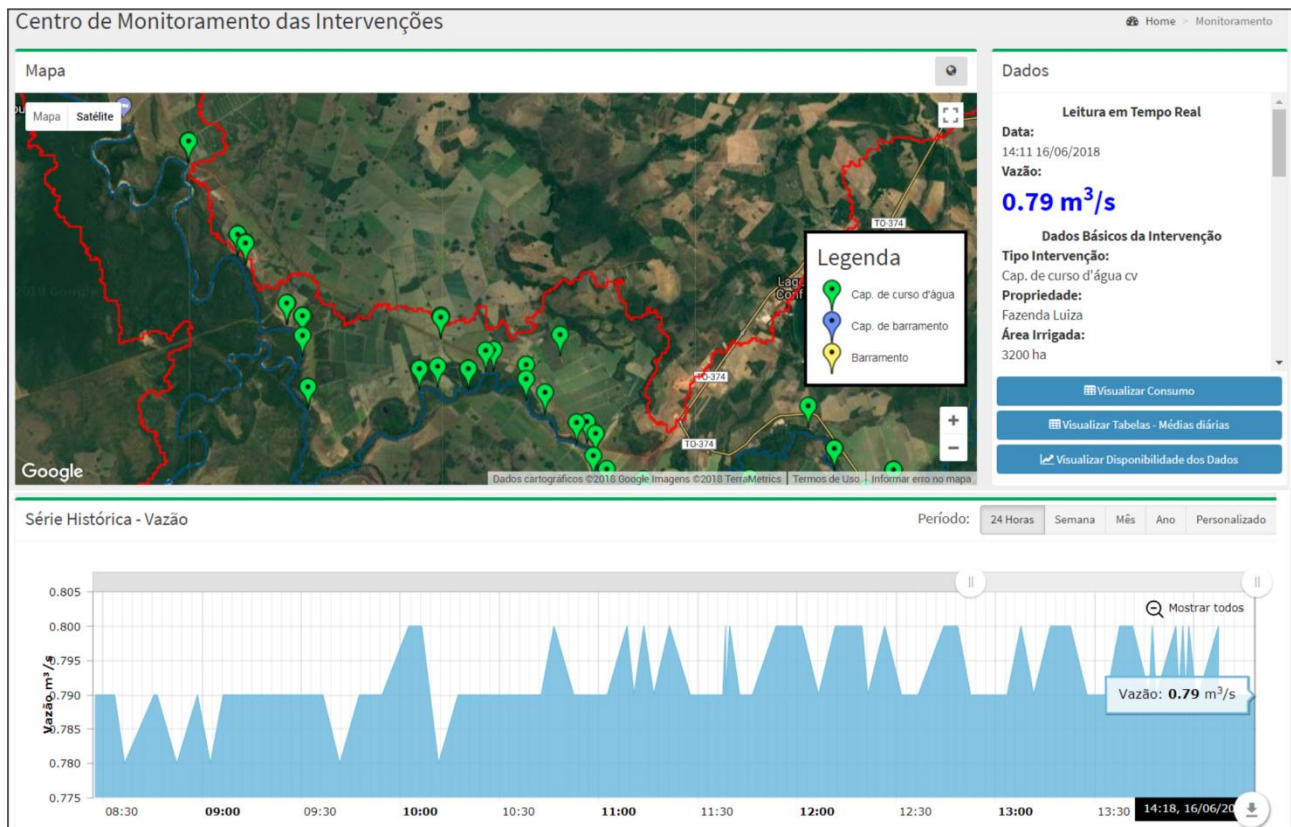 Centro de Monitoramento das Intervenções
Home > Monitoramento
Mapa
Mapa
Satélite
TO-374
Legenda
Cap. de curso d'água
Cap. de barramento
Barramento
TO-374
TO-374
+
−
Google
Dados cartográficos ©2018 Google Imagens ©2018 TerraMetrics
Termos de Uso
Informar erro no mapa
Dados
Leitura em Tempo Real
Data:
14:11 16/06/2018
Vazão:
0.79 m³/s
Dados Básicos da Intervenção
Tipo Intervenção:
Cap. de curso d'água cv
Propriedade:
Fazenda Luiza
Área Irrigada:
3200 ha
Visualizar Consumo
Visualizar Tabelas - Médias diárias
Visualizar Disponibilidade dos Dados
Série Histórica - Vazão
Período: 24 Horas Semana Mês Ano Personalizado
Mostrar todos
Vazão m³/s
0.805
0.800
0.795
0.790
0.785
0.780
0.775
Vazão: 0.79 m³/s
08:30 09:00 09:30 10:00 10:30 11:00 11:30 12:00 12:30 13:00 13:30
14:18, 16/06/20